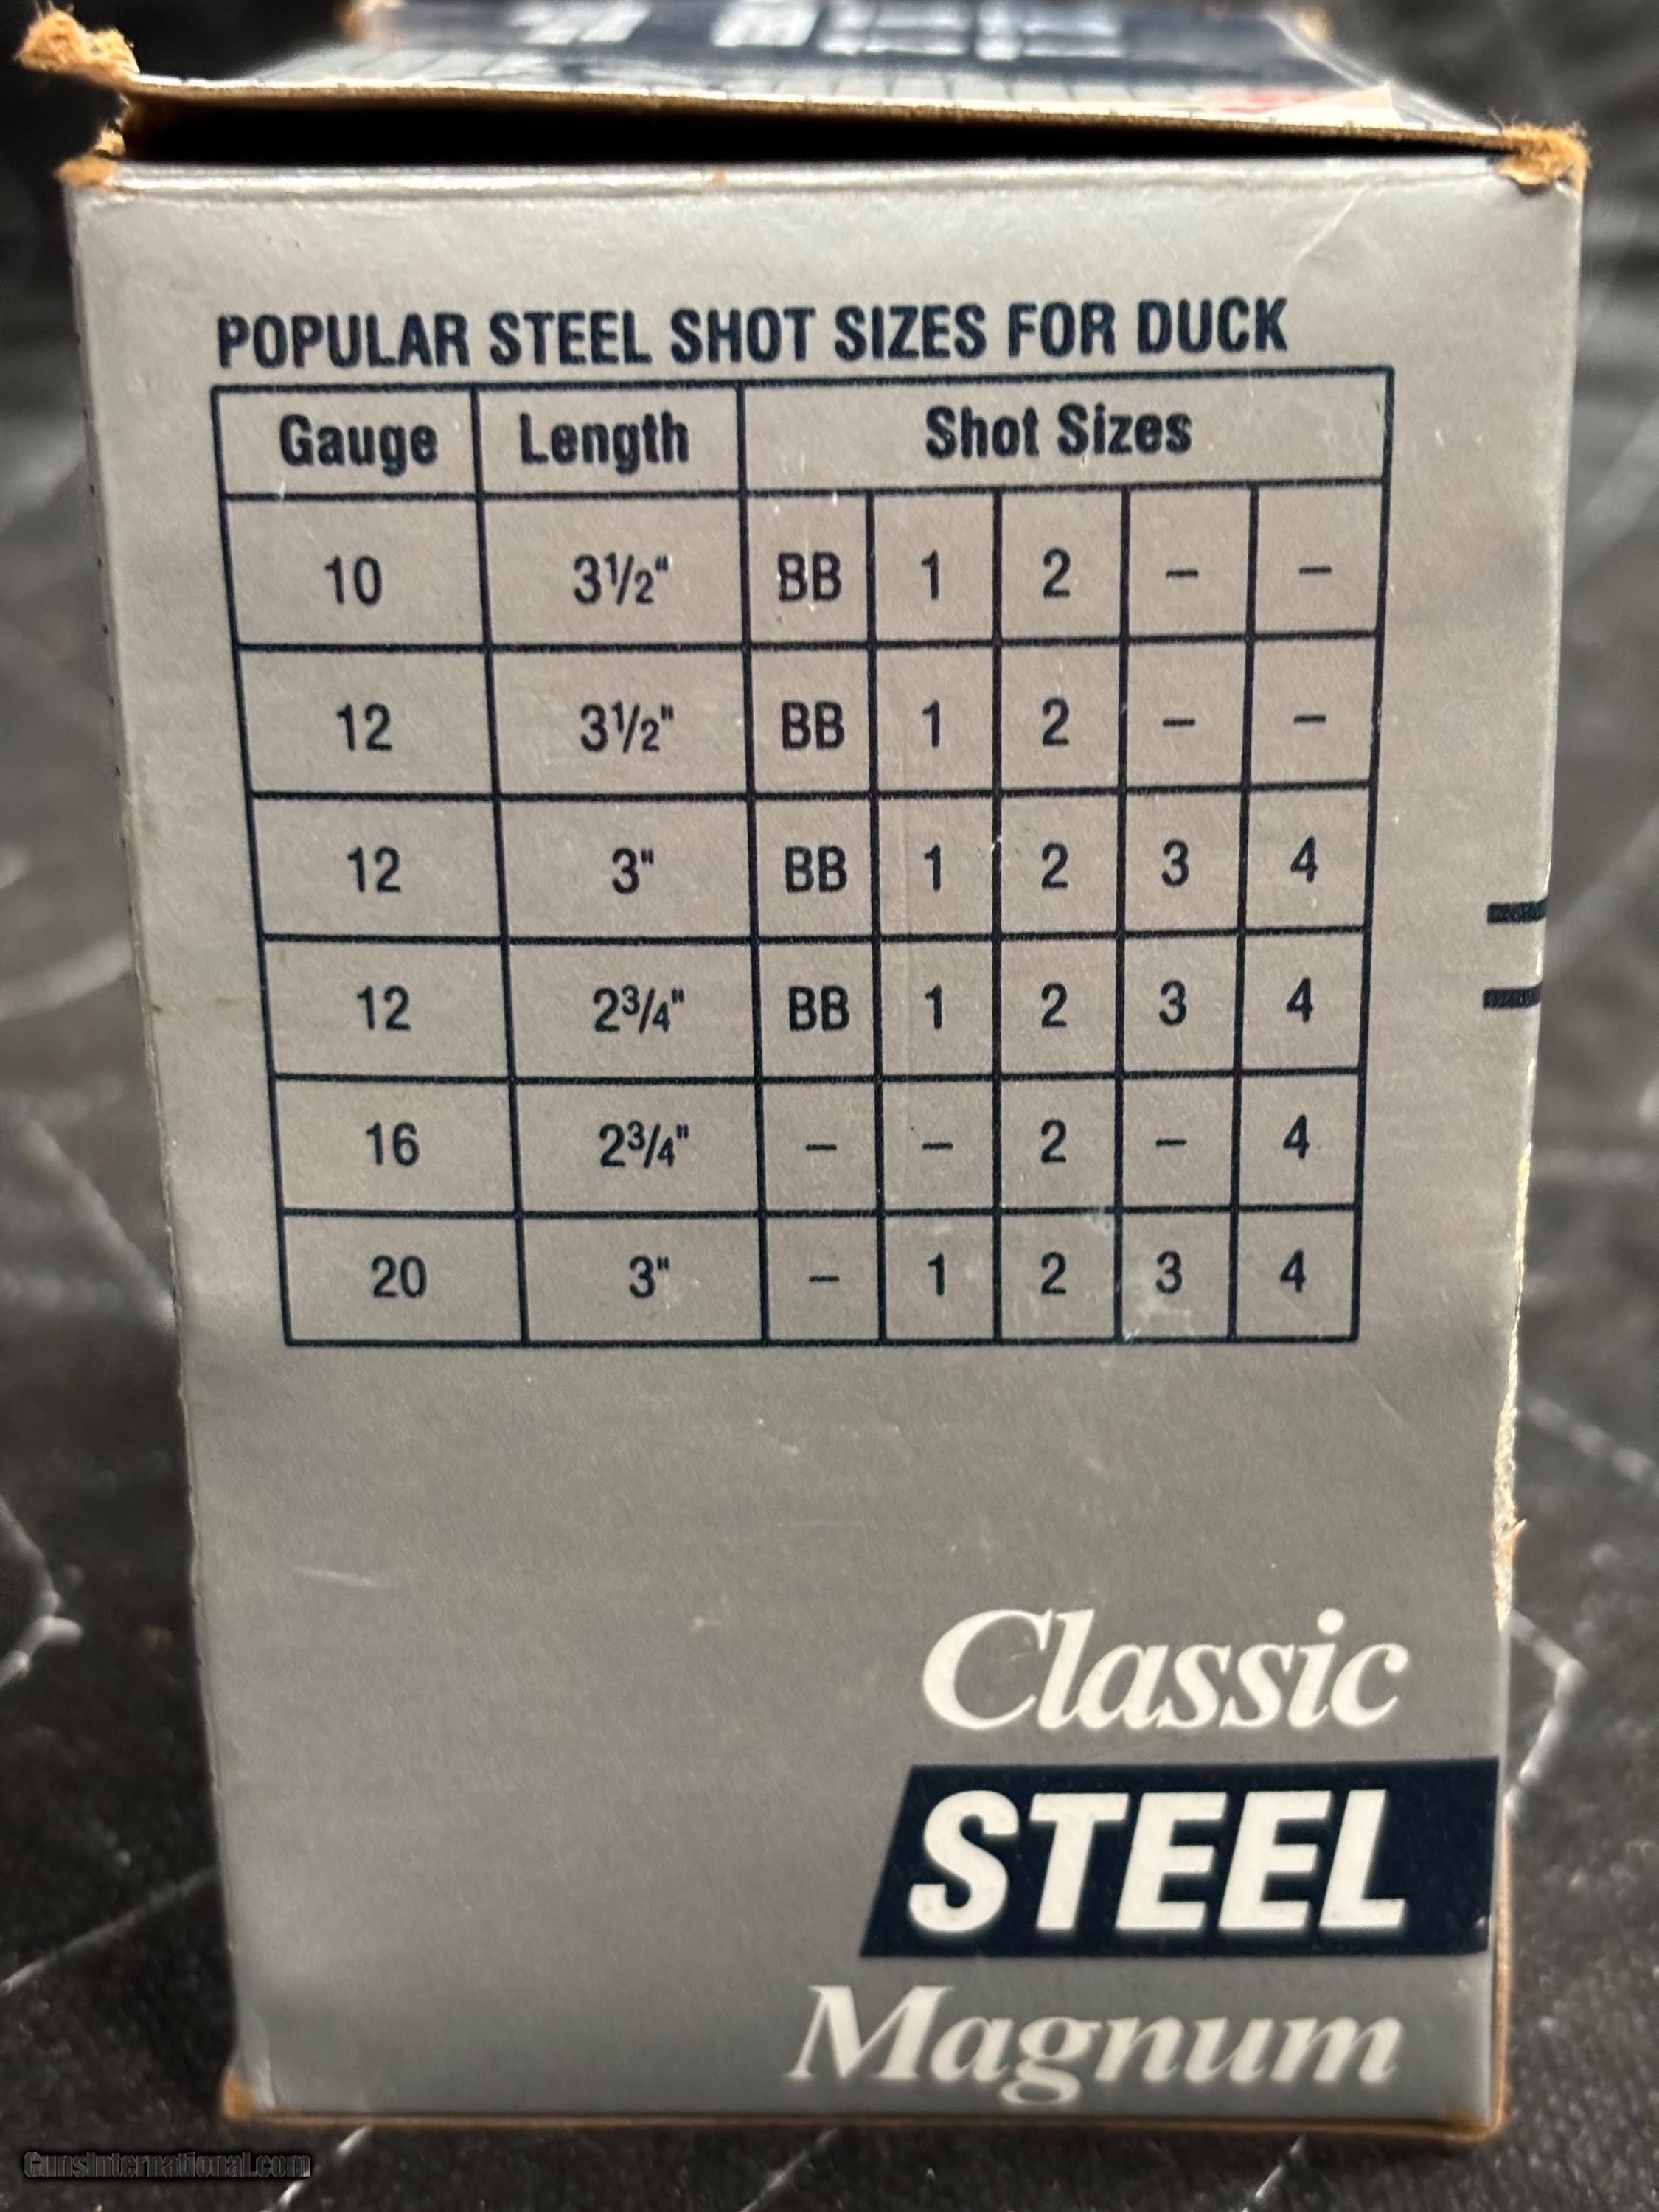 POPULAR STEEL SHOT SIZES FOR DUCK
Gauge Length Shot Sizes
10 3½" BB 1 2 – –
12 3½" BB 1 2 – –
12 3" BB 1 2 3 4
12 2¾" BB 1 2 3 4
16 2¾" – – 2 – 4
20 3" – 1 2 3 4
Classic
STEEL
Magnum
GunsInternational.com